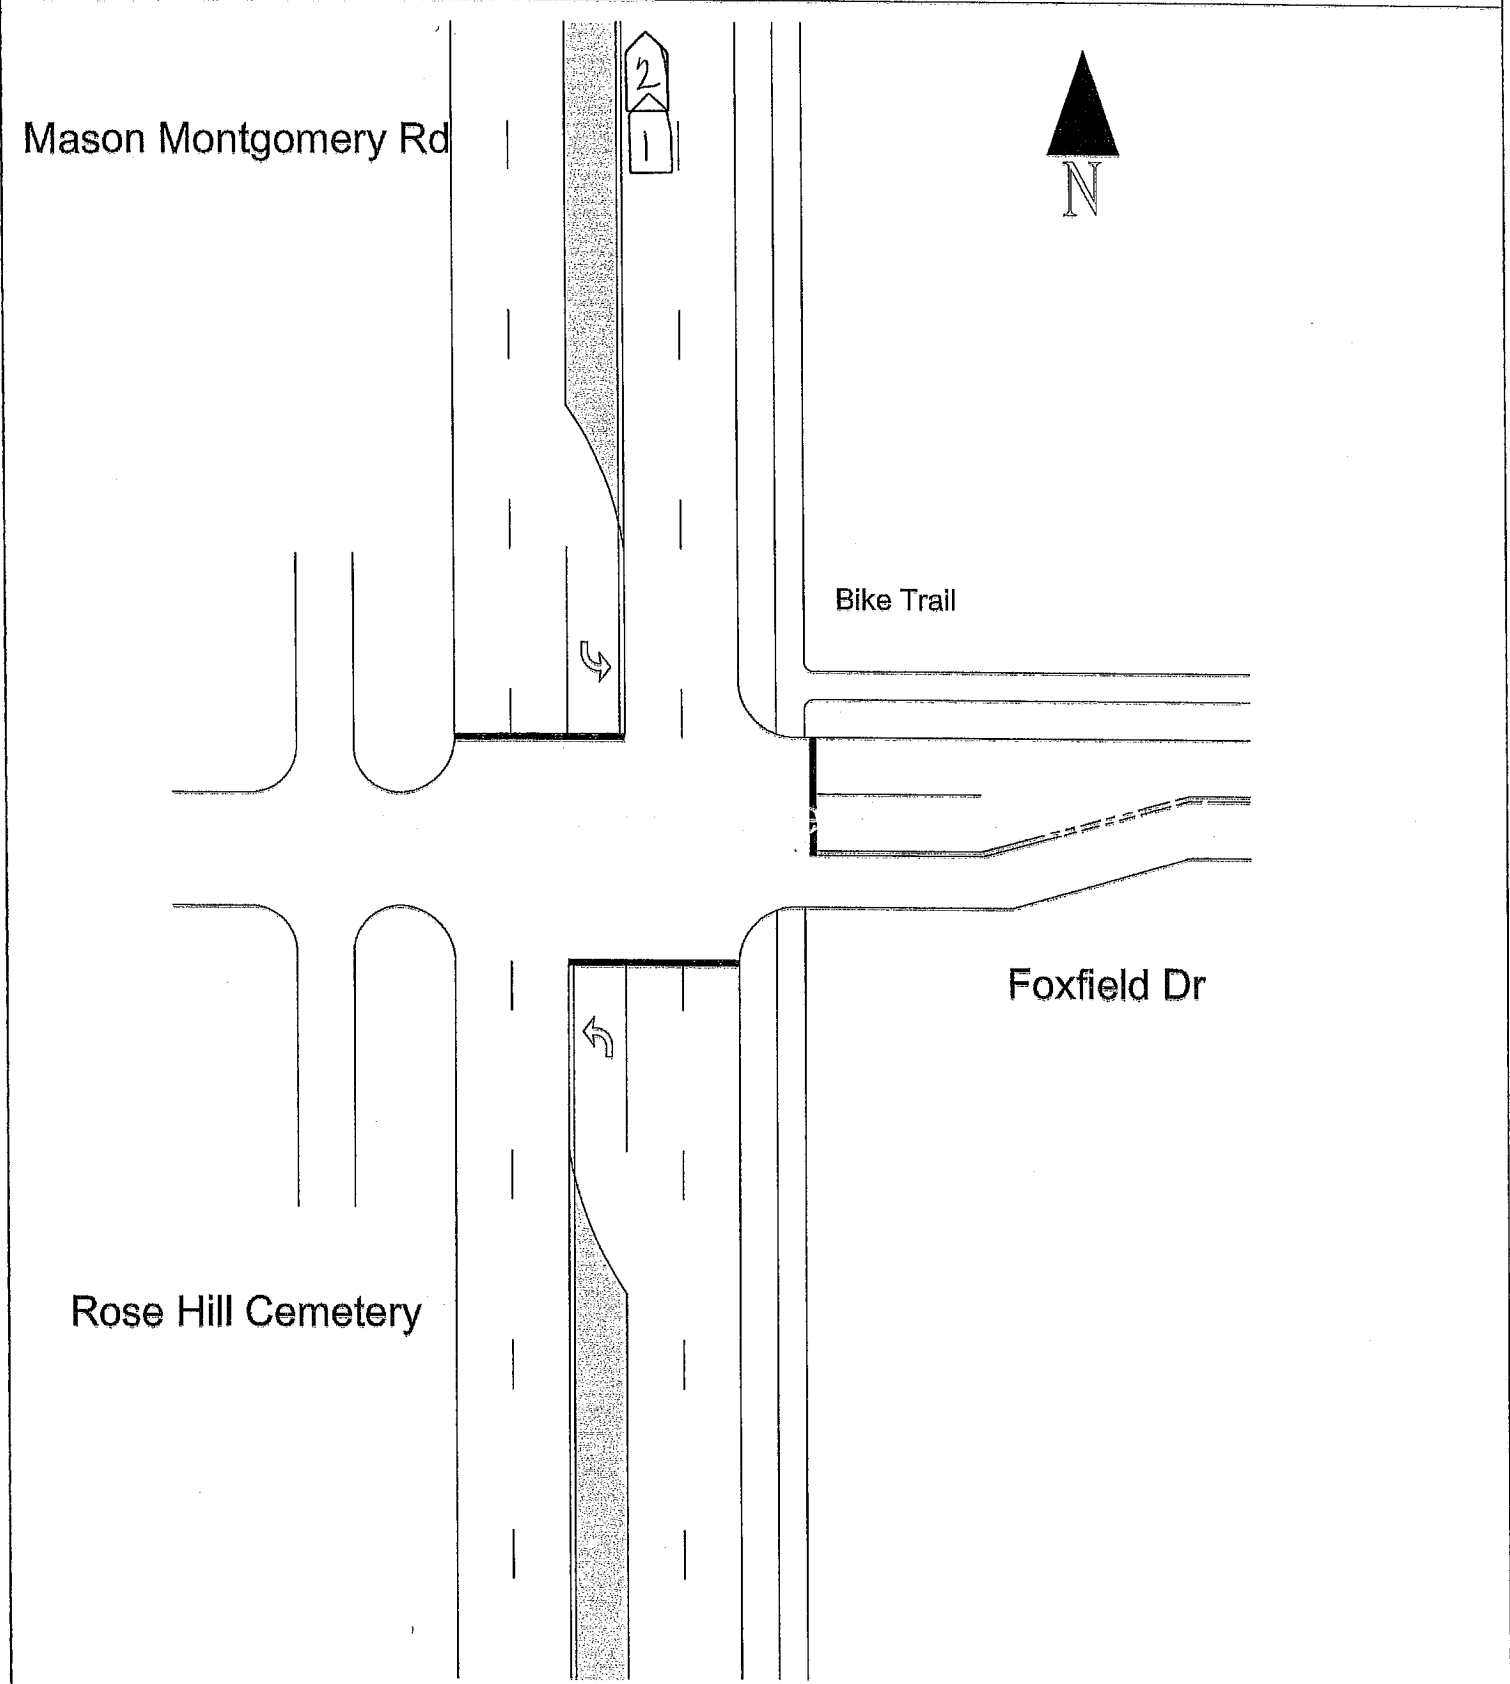 2
Mason Montgomery Rd
1
N
Bike Trail
Foxfield Dr
Rose Hill Cemetery